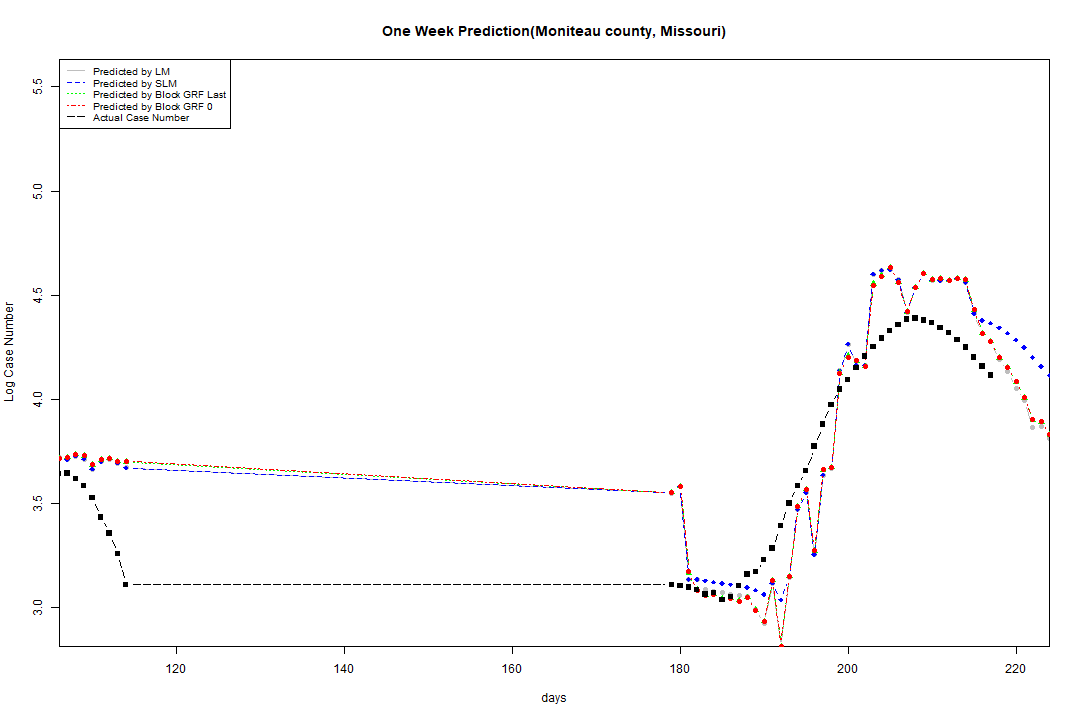 One Week Prediction(Moniteau county, Missouri)
Predicted by LM
Predicted by SLM
Predicted by Block GRF Last
Predicted by Block GRF 0
Actual Case Number
Log Case Number
5.5
5.0
4.5
4.0
3.5
3.0
120
140
160
180
200
220
days